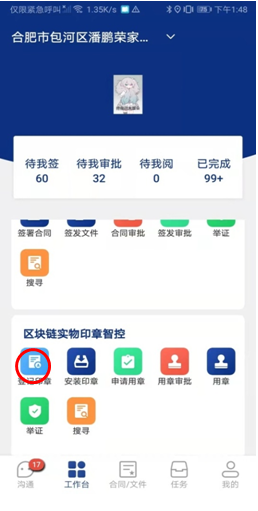 仅限紧急呼叫 1.35K/s 下午1:48
合肥市包河区潘鹏荣家...
待我签 待我审批 待我阅 已完成
60 32 0 99+
签署合同 签发文件 合同审批 签发审批 举证
搜寻
区块链实物印章智控
登记印章 安装印章 申请用章 用章审批 用章
举证 搜寻
17
沟通 工作台 合同/文件 任务 我的